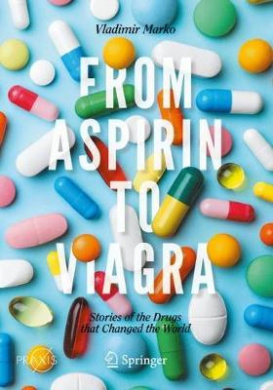 Vladimir Marko
FROM
ASPIRIN
TO
VIAGRA
Stories of the Drugs
that Changed the World
PRAXIS
Springer